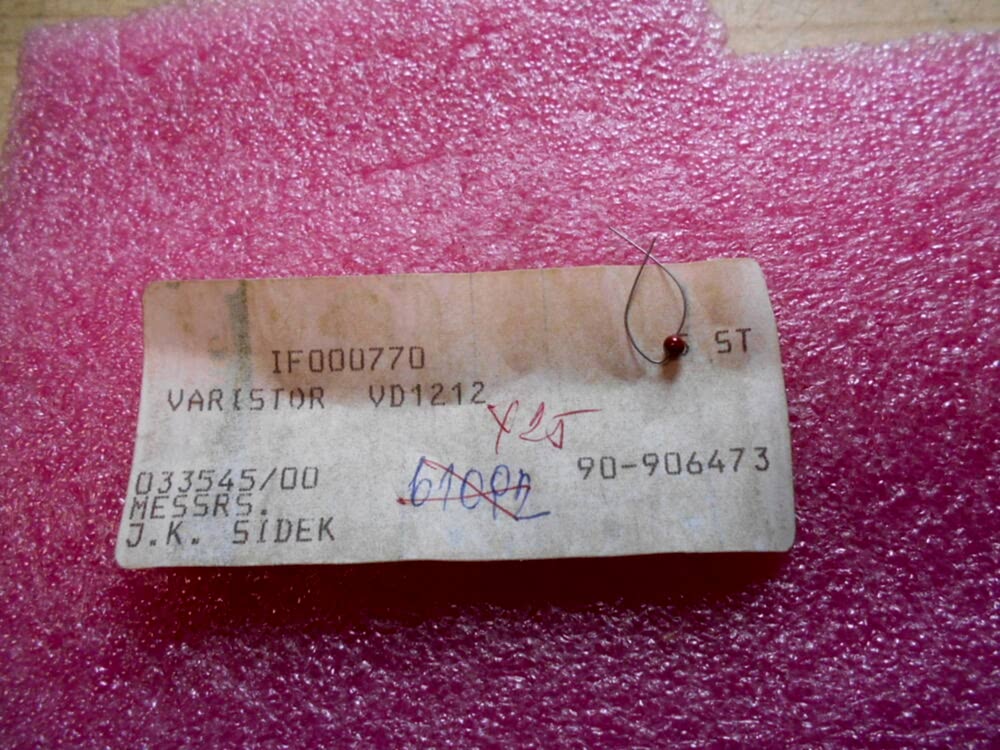 IF000770 ST
VARISTOR VD1212
X25
033545/00 90-906473
MESSRS.
J.K. SIDEK